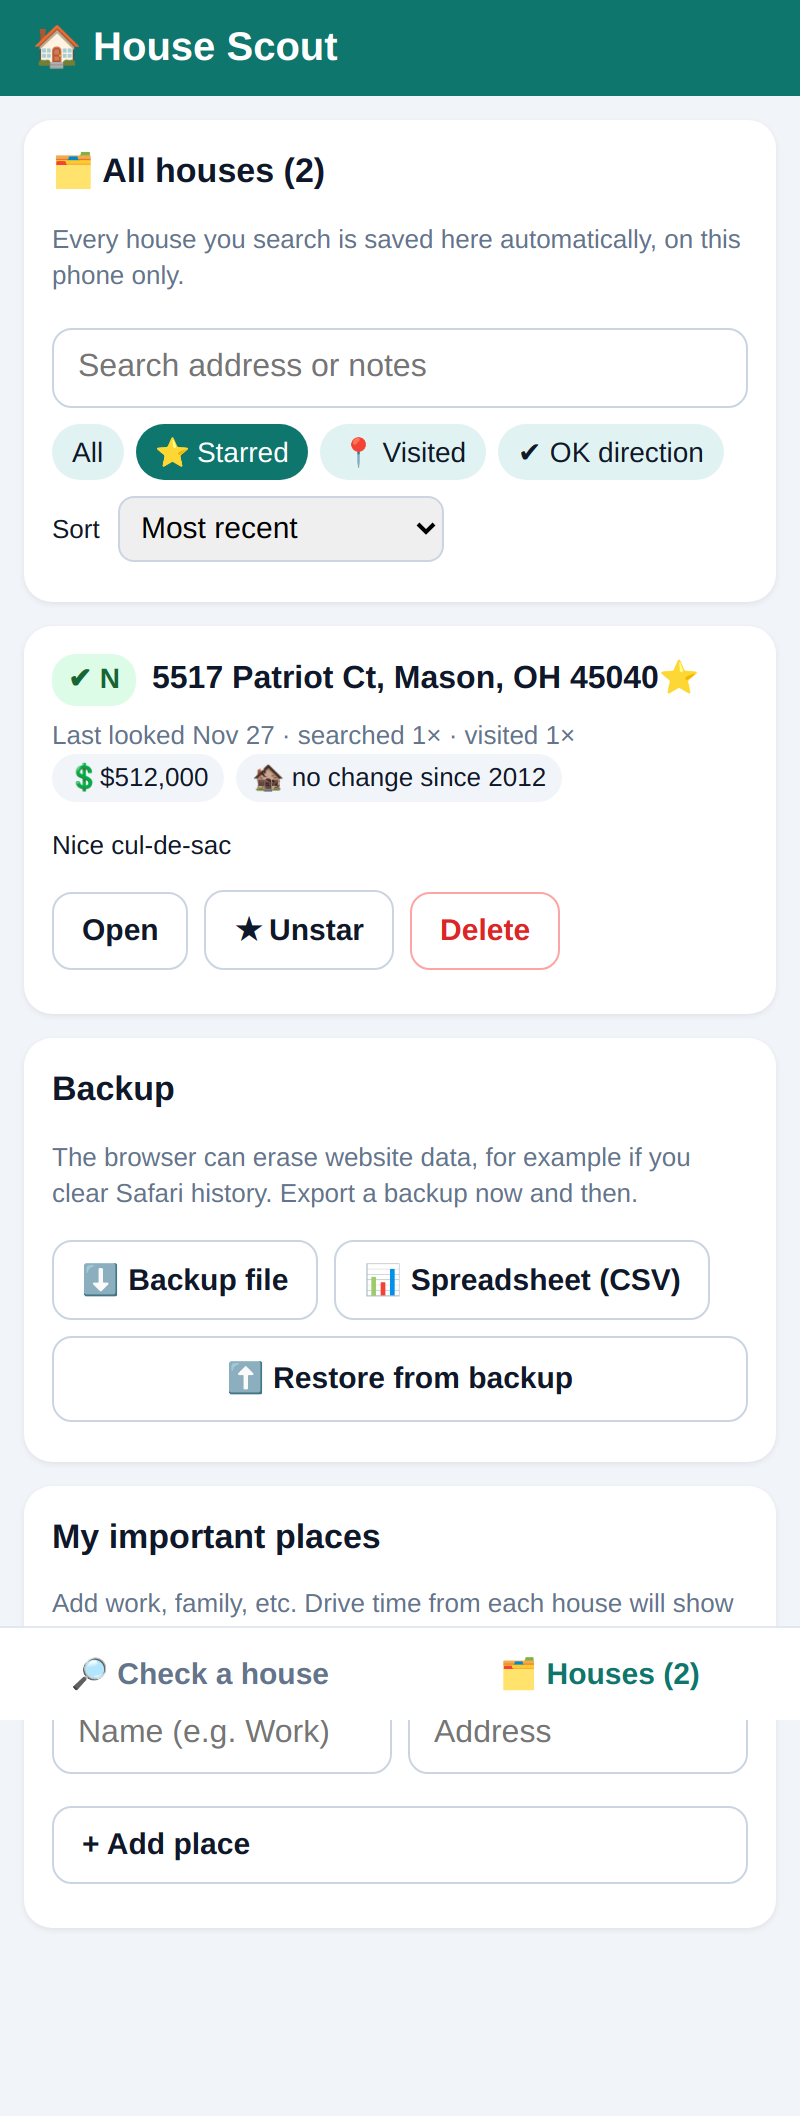 🏠 House Scout
🗂️ All houses (2)
Every house you search is saved here automatically, on this
phone only.
Search address or notes
All ⭐ Starred 📍 Visited ✔ OK direction
Sort Most recent
✔ N 5517 Patriot Ct, Mason, OH 45040⭐
Last looked Nov 27 · searched 1× · visited 1×
💲$512,000 🏚️ no change since 2012
Nice cul-de-sac
Open ★ Unstar Delete
Backup
The browser can erase website data, for example if you
clear Safari history. Export a backup now and then.
⬇️ Backup file 📊 Spreadsheet (CSV)
⬆️ Restore from backup
My important places
Add work, family, etc. Drive time from each house will show
🔎 Check a house 🗂️ Houses (2)
Name (e.g. Work) Address
+ Add place